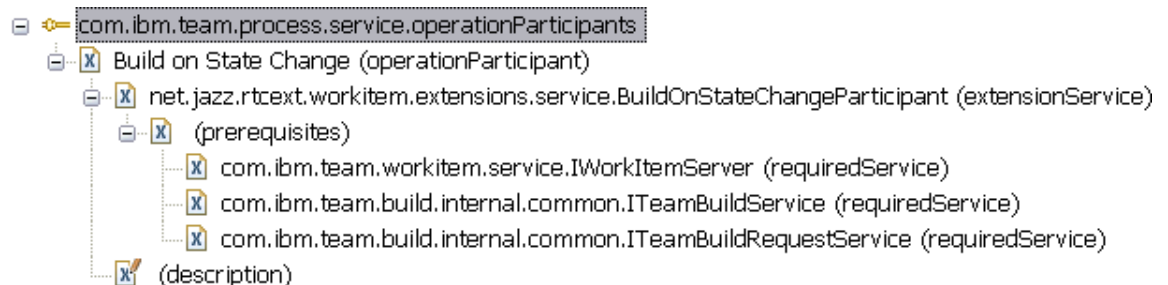 com.ibm.team.process.service.operationParticipants
Build on State Change (operationParticipant)
net.jazz.rtcext.workitem.extensions.service.BuildOnStateChangeParticipant (extensionService)
(prerequisites)
com.ibm.team.workitem.service.IWorkItemServer (requiredService)
com.ibm.team.build.internal.common.ITeamBuildService (requiredService)
com.ibm.team.build.internal.common.ITeamBuildRequestService (requiredService)
(description)